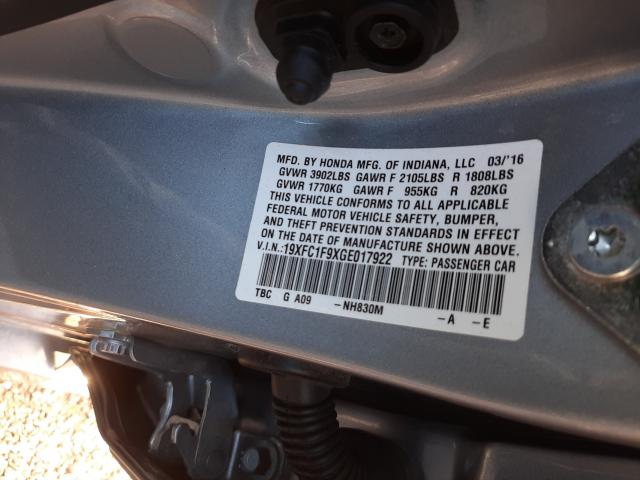 MFD. BY HONDA MFG. OF INDIANA, LLC 03/'16
GVWR 3902LBS GAWR F 2105LBS R 1808LBS
GVWR 1770KG GAWR F 955KG R 820KG
THIS VEHICLE CONFORMS TO ALL APPLICABLE
FEDERAL MOTOR VEHICLE SAFETY, BUMPER,
AND THEFT PREVENTION STANDARDS IN EFFECT
ON THE DATE OF MANUFACTURE SHOWN ABOVE.
V.I.N.:19XFC1F9XGE017922 TYPE: PASSENGER CAR
TBC G A09 -NH830M -A -E